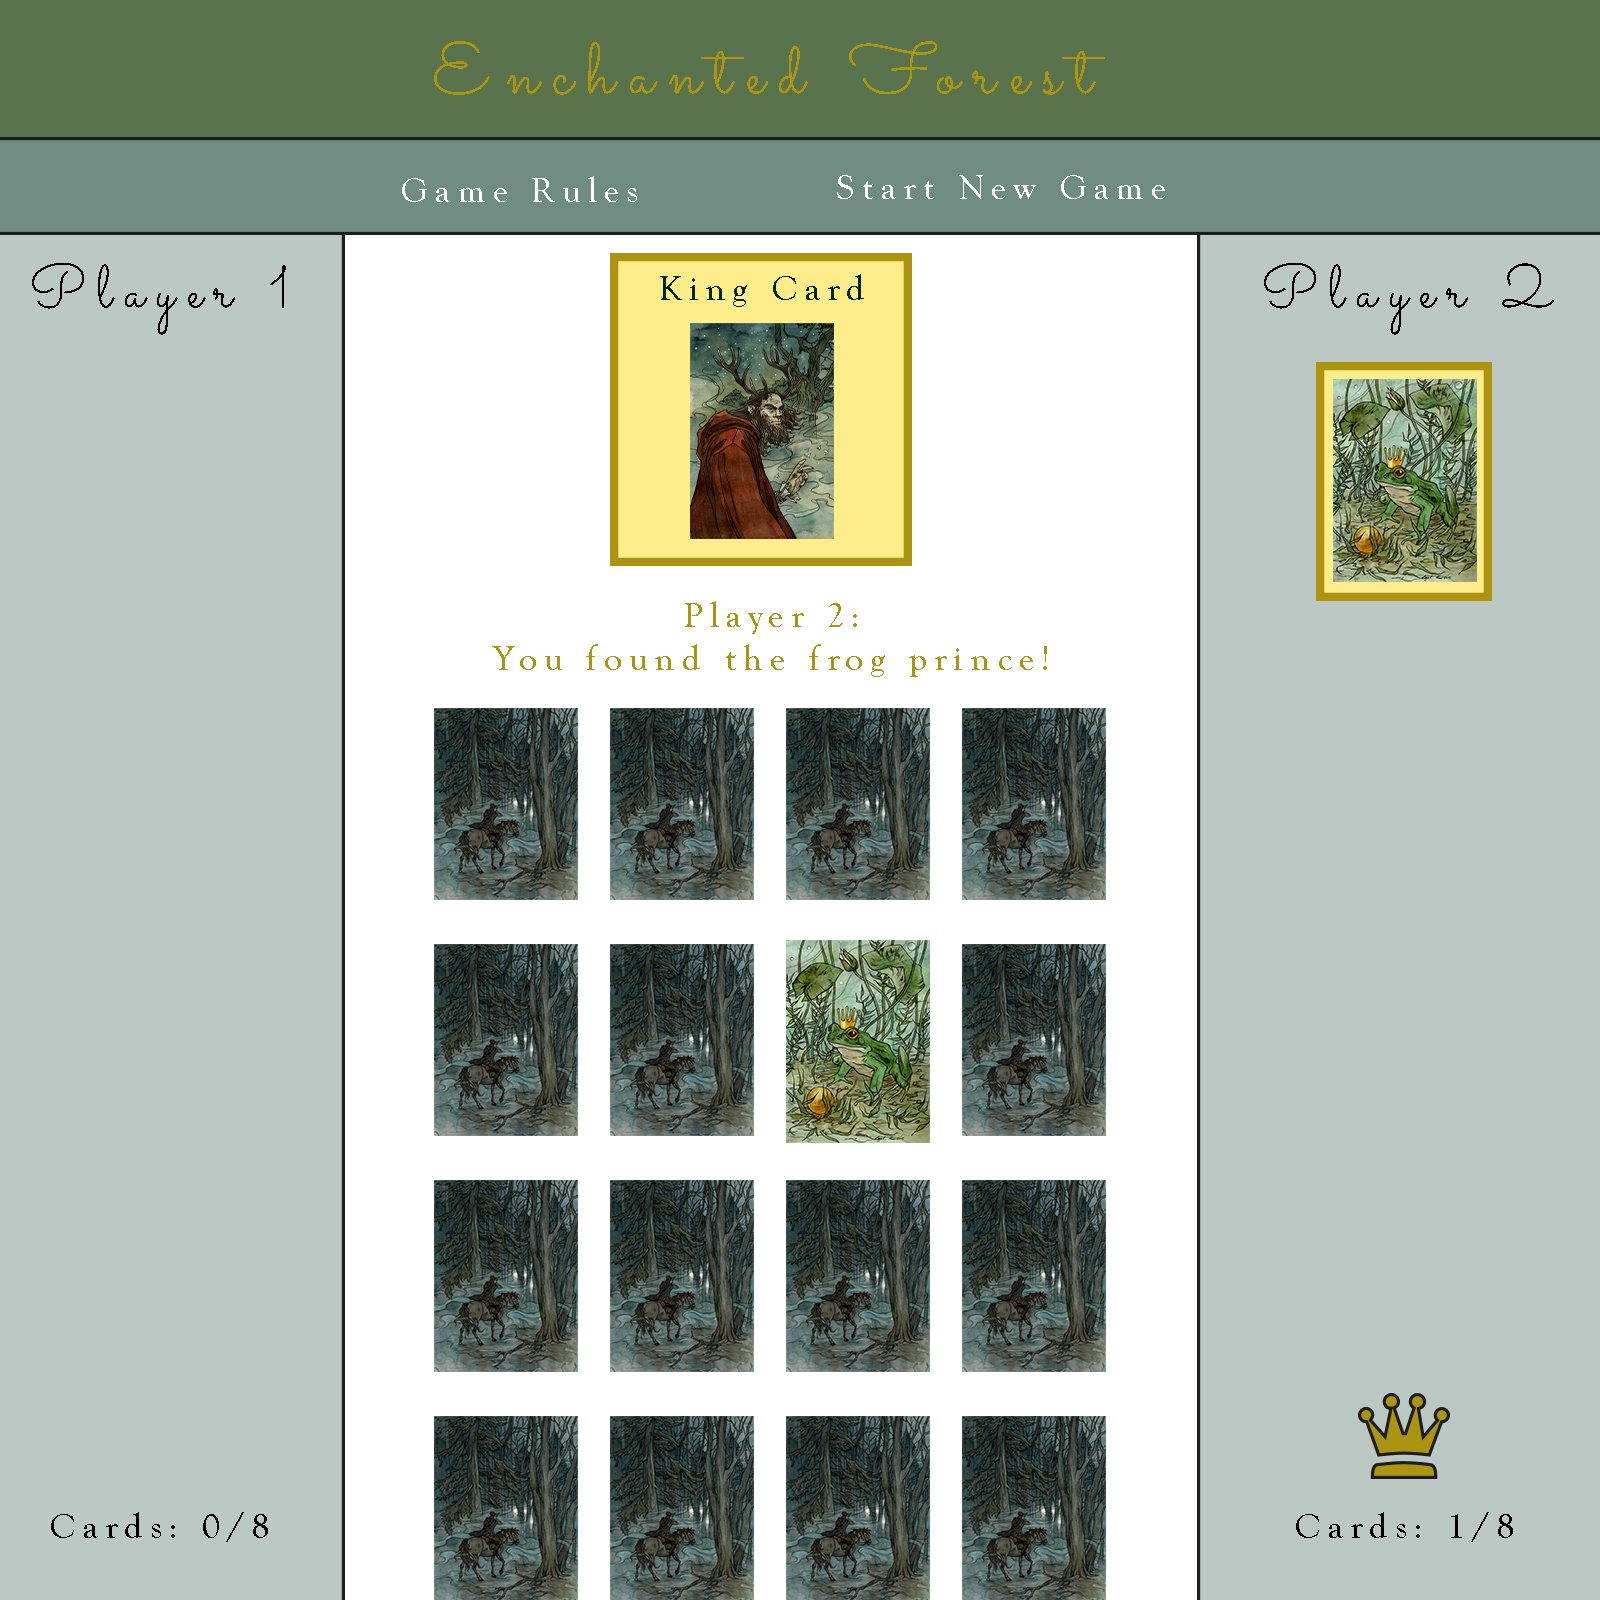 Enchanted Forest
Game Rules
Start New Game
Player 1
King Card
Player 2
Player 2:
You found the frog prince!
Cards: 0/8
Cards: 1/8